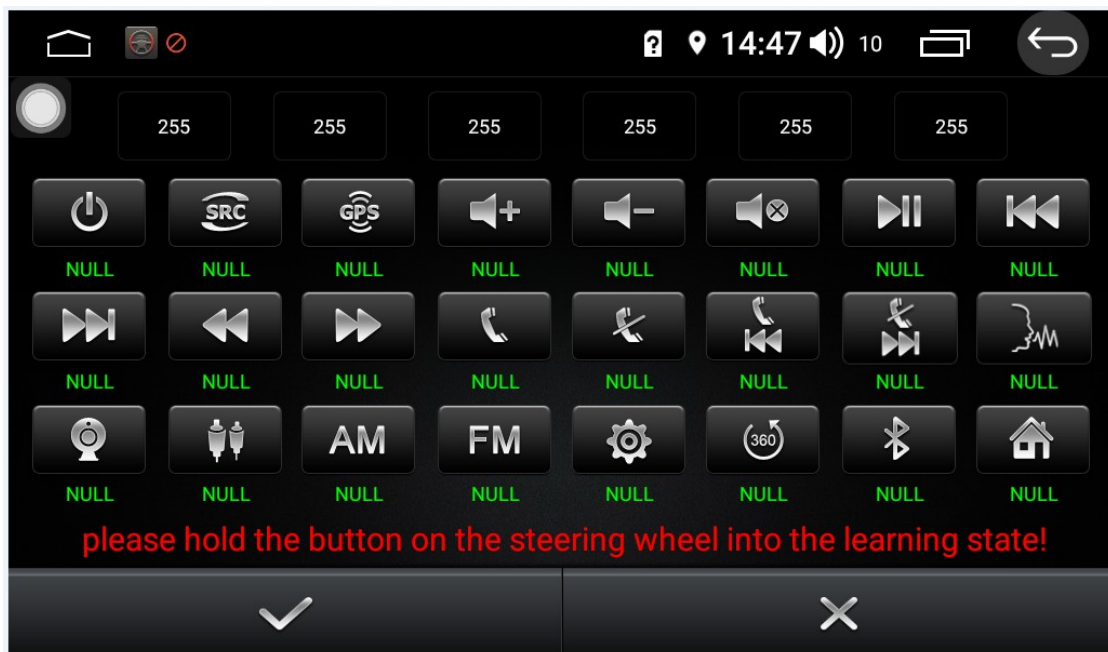 14:47 10
255 255 255 255 255 255
SRC GPS
NULL NULL NULL NULL NULL NULL NULL NULL
NULL NULL NULL NULL NULL NULL NULL NULL
AM FM 360
NULL NULL NULL NULL NULL NULL NULL NULL
please hold the button on the steering wheel into the learning state!